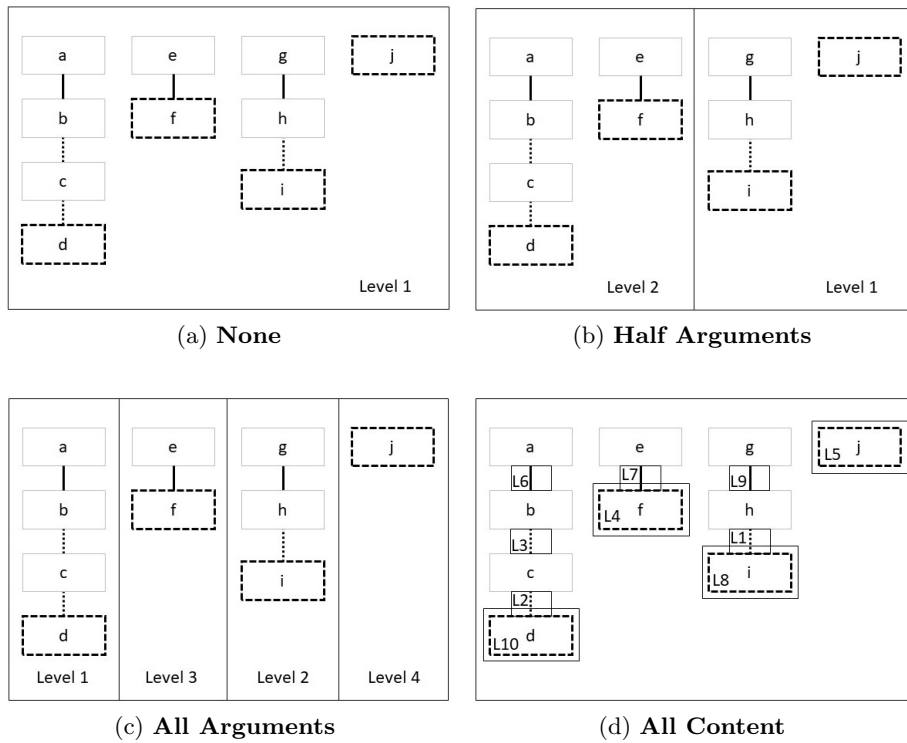 a e g j
b f h
c i
d
Level 1
(a) None
a e g j
b f h
c i
d
Level 2 Level 1
(b) Half Arguments
a e g j
b f h
c i
d
Level 1 Level 3 Level 2 Level 4
(c) All Arguments
a e g L5 j
L6 L7 L9
b L4 f h
L3 L1
c L8 i
L2
L10 d
(d) All Content